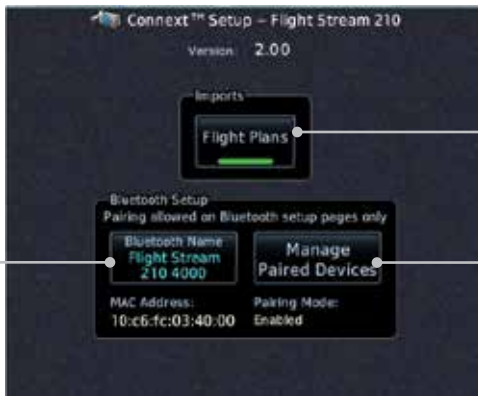 Connext™ Setup – Flight Stream 210
Version: 2.00
Imports
Flight Plans
Bluetooth Setup
Pairing allowed on Bluetooth setup pages only
Bluetooth Name
Flight Stream
210 4000
Manage
Paired Devices
MAC Address:
10:c6:fc:03:40:00
Pairing Mode:
Enabled